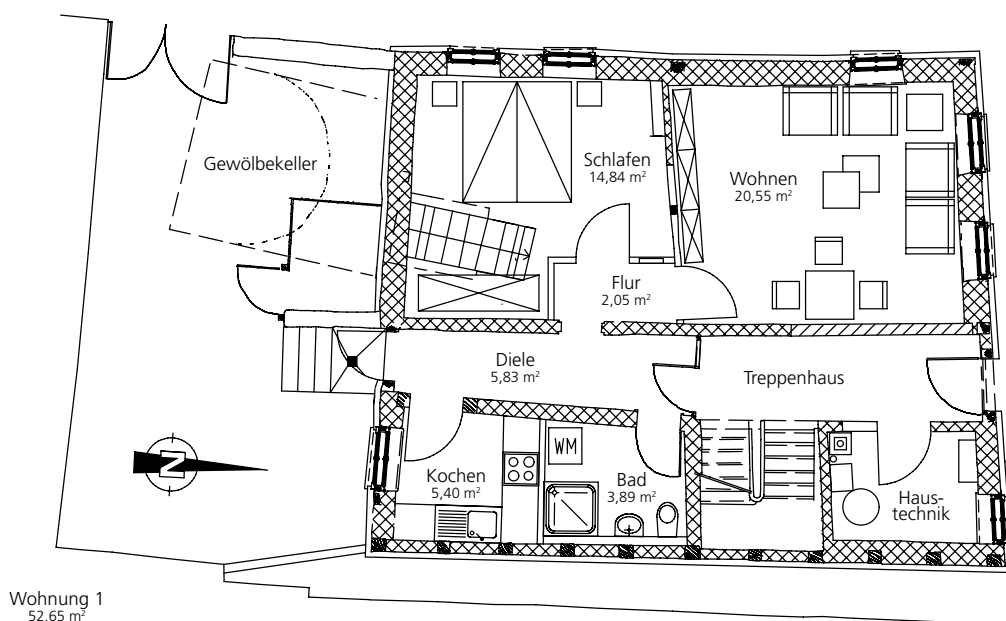 Gewölbekeller
Schlafen
14,84 m²
Wohnen
20,55 m²
Flur
2,05 m²
Diele
5,83 m²
Treppenhaus
WM
Kochen
5,40 m²
Bad
3,89 m²
Haus-
technik
N
Wohnung 1
52,65 m²